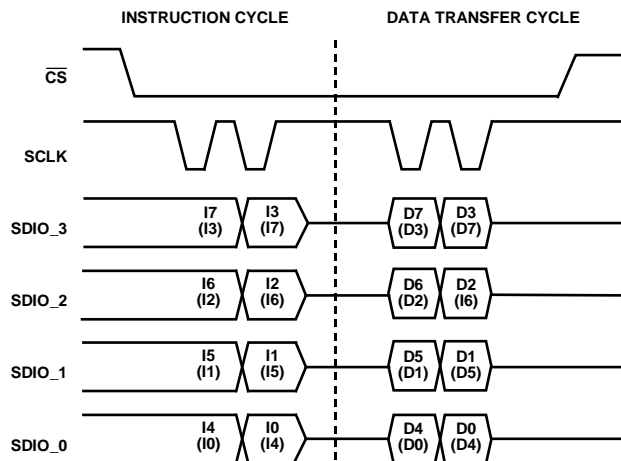 INSTRUCTION CYCLE DATA TRANSFER CYCLE
CS
SCLK
SDIO_3 I7 I3 D7 D3
(I3) (I7) (D3) (D7)
SDIO_2 I6 I2 D6 D2
(I2) (I6) (D2) (I6)
SDIO_1 I5 I1 D5 D1
(I1) (I5) (D1) (D5)
SDIO_0 I4 I0 D4 D0
(I0) (I4) (D0) (D4)